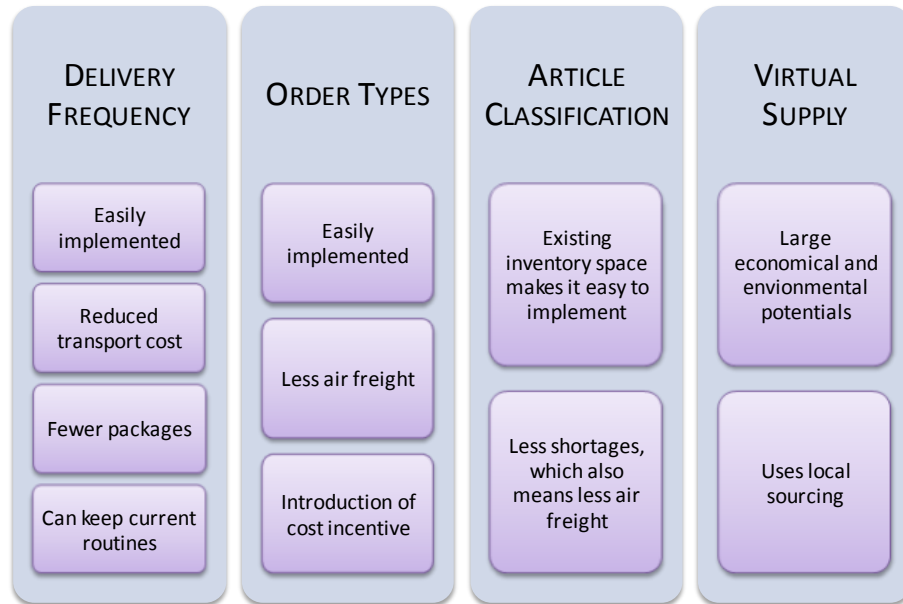 DELIVERY
FREQUENCY
Easily
implemented
Reduced
transport cost
Fewer packages
Can keep current
routines
ORDER TYPES
Easily
implemented
Less air freight
Introduction of
cost incentive
ARTICLE
CLASSIFICATION
Existing
inventory space
makes it easy to
implement
Less shortages,
which also
means less air
freight
VIRTUAL
SUPPLY
Large
economical and
envionmental
potentials
Uses local
sourcing